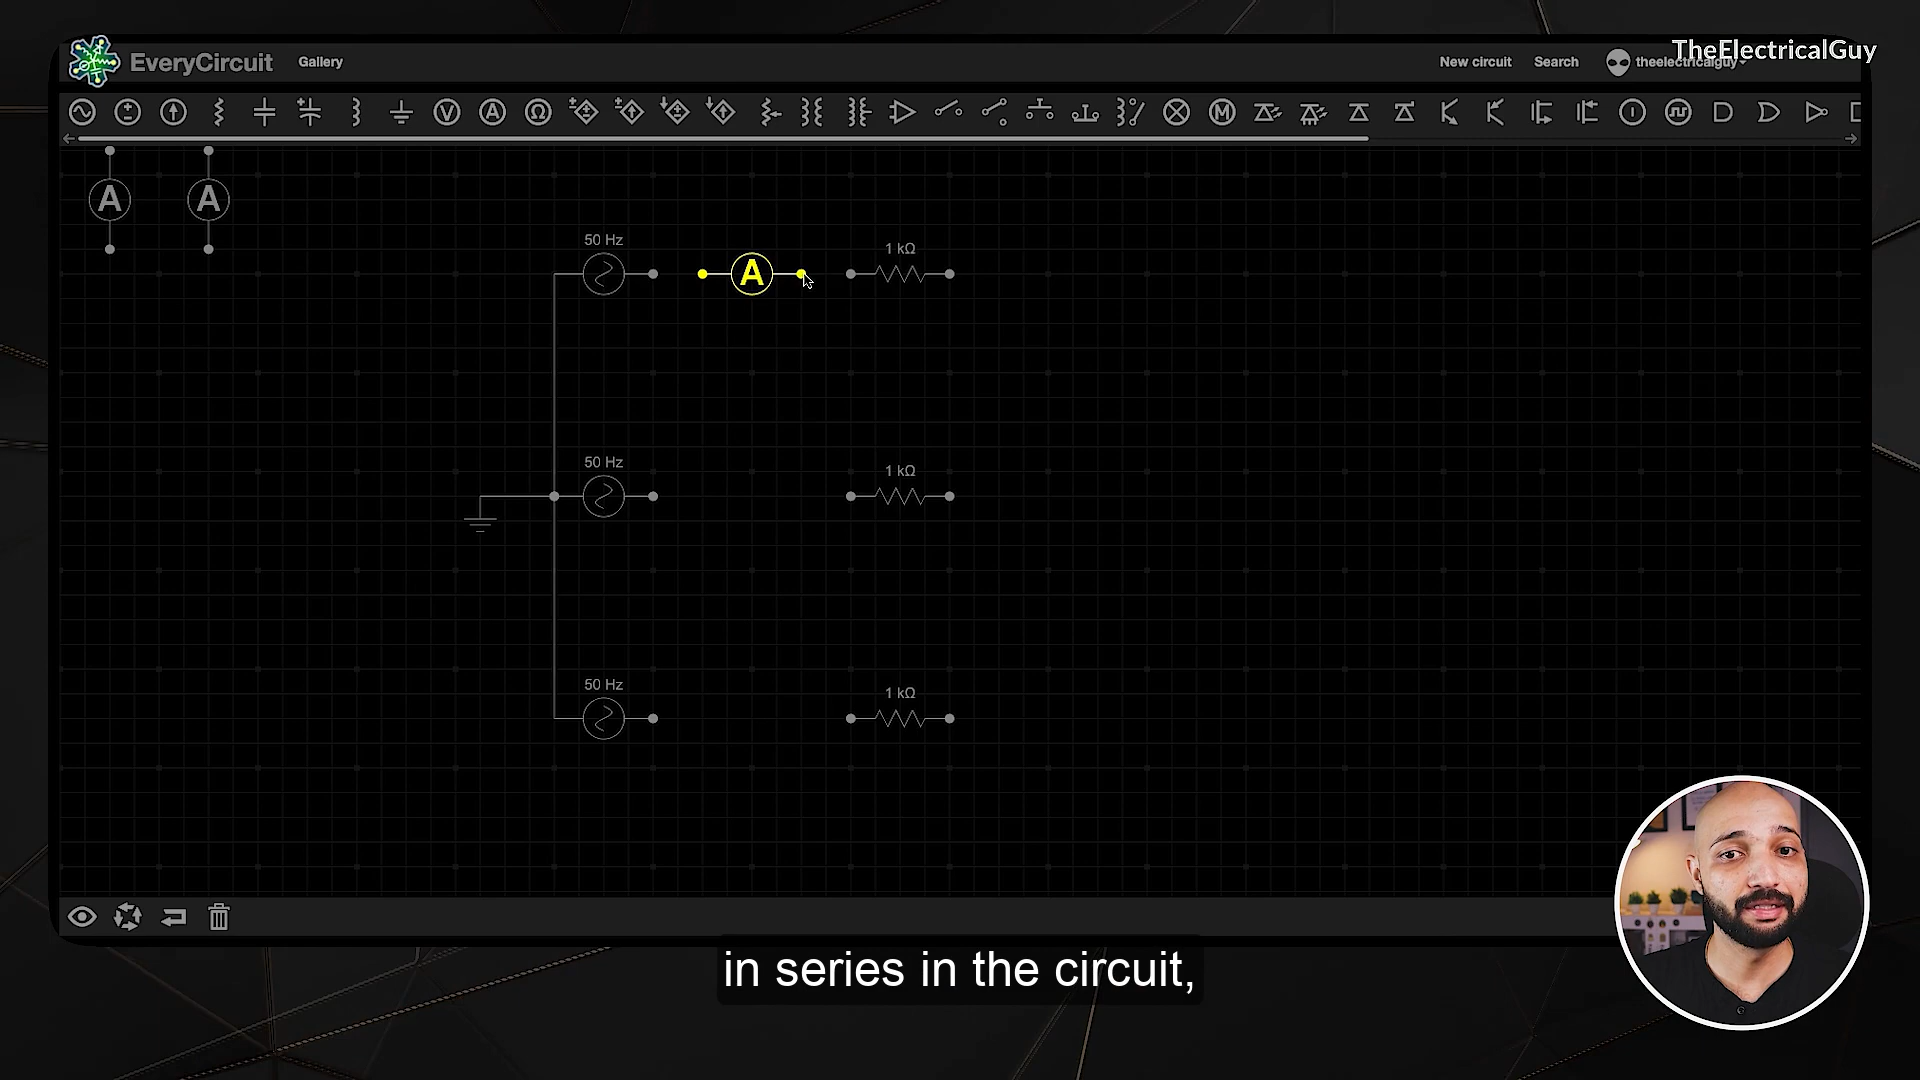 TheElectricalGuy
EveryCircuit
Gallery
New circuit
Search
theelectricalguy
V
A
Ω
M
A
A
50 Hz
A
1 kΩ
50 Hz
1 kΩ
50 Hz
1 kΩ
in series in the circuit,